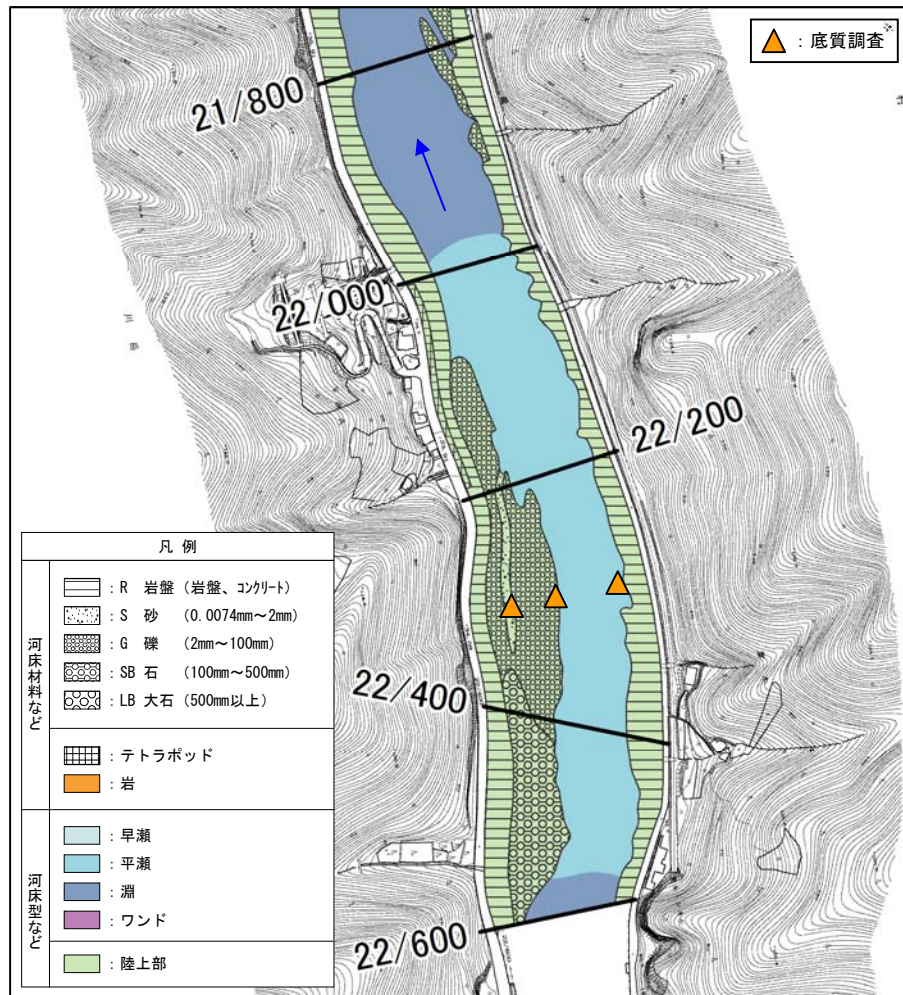 : 底質調査
21/800
22/000
22/200
22/400
22/600
凡 例
河床材料など
: R 岩盤 (岩盤、コンクリート)
: S 砂 (0.0074mm～2mm)
: G 礫 (2mm～100mm)
: SB 石 (100mm～500mm)
: LB 大石 (500mm以上)
: テトラポッド
: 岩
河床型など
: 早瀬
: 平瀬
: 淵
: ワンド
: 陸上部